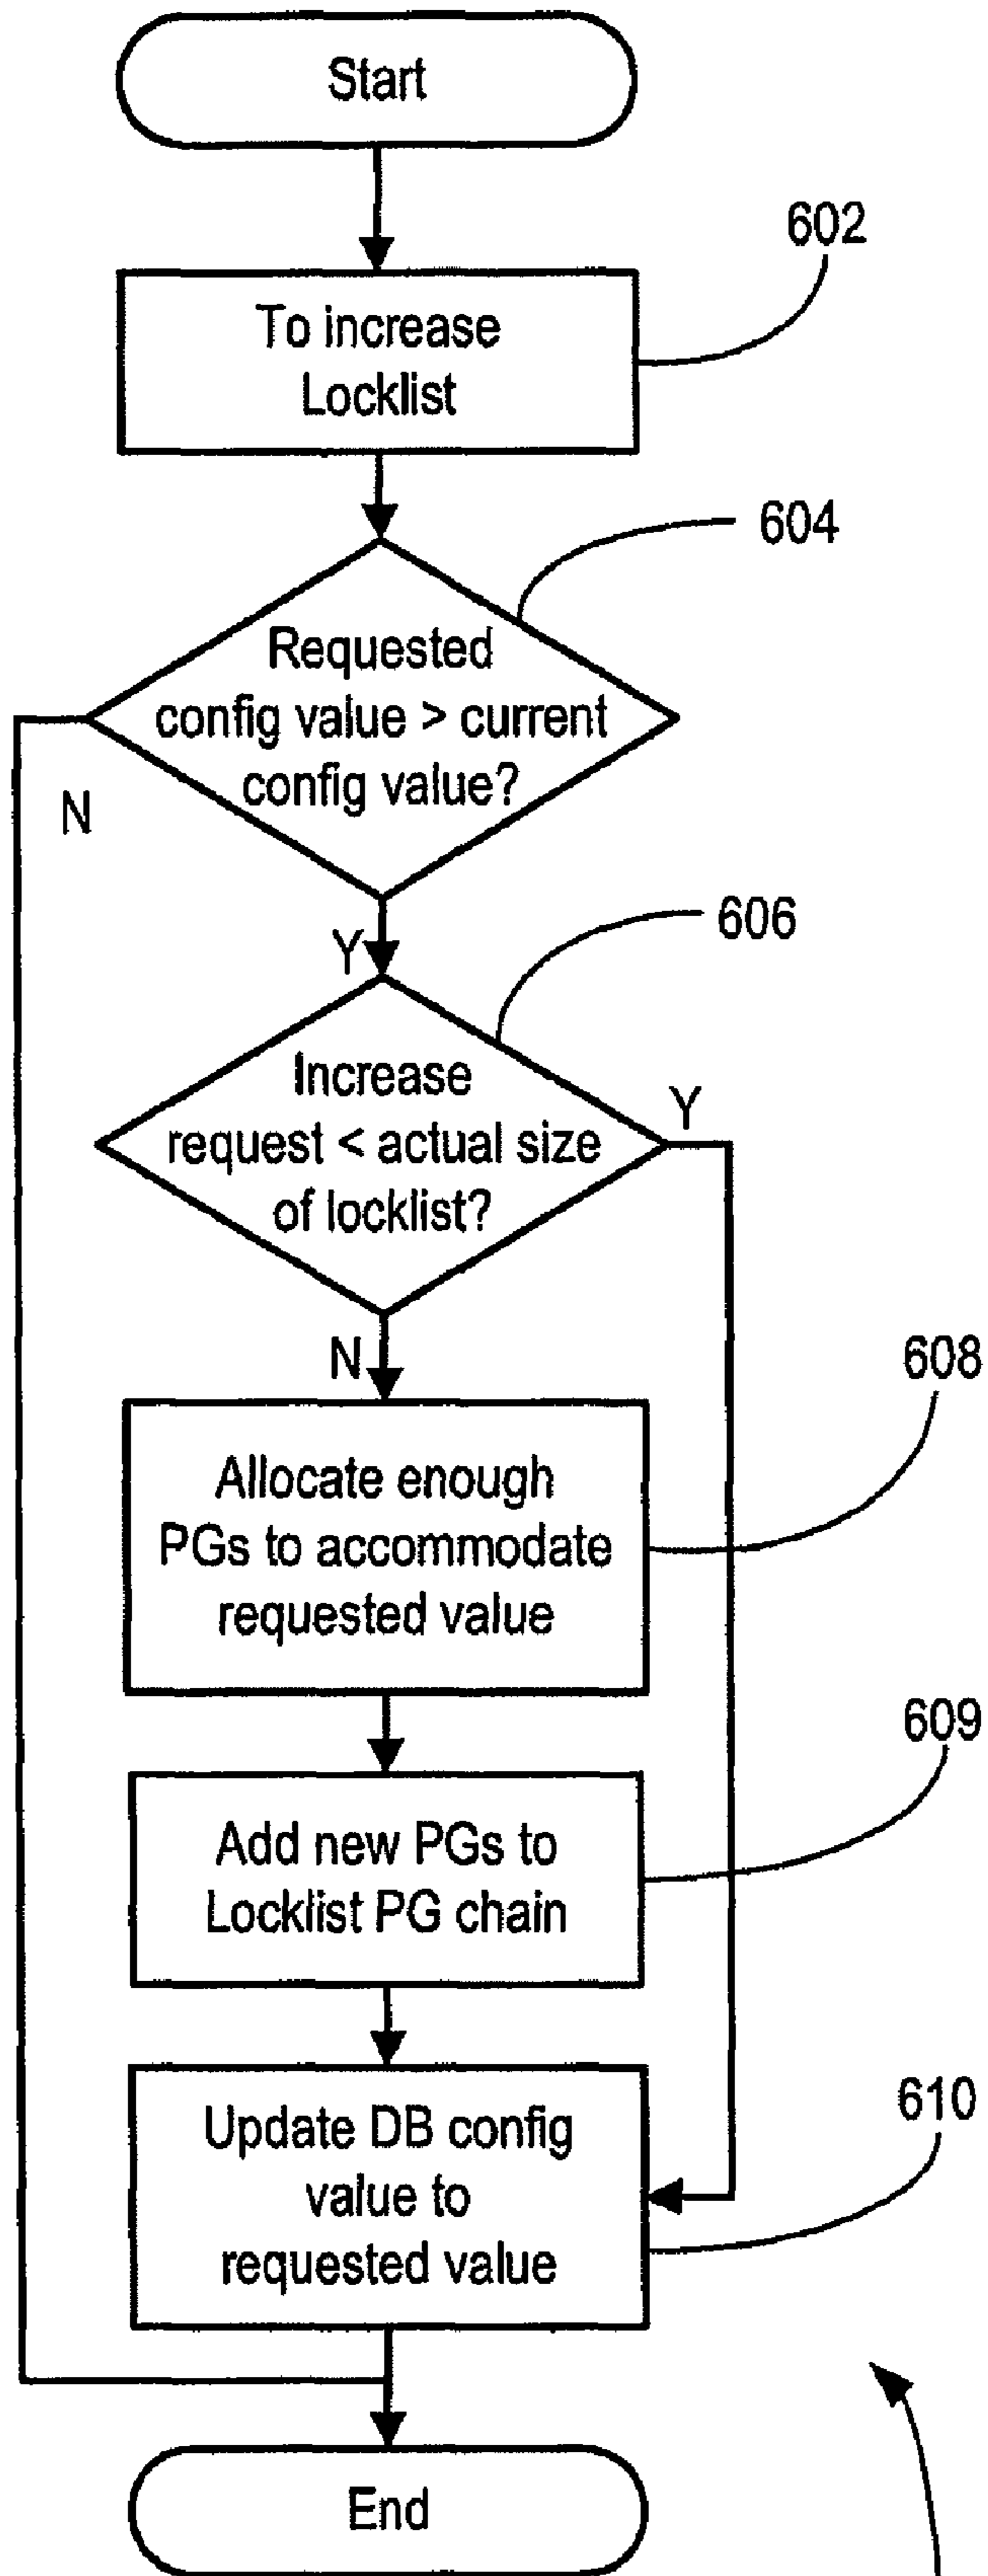 Start
602
To increase
Locklist
604
Requested
config value > current
config value?
N
Y
606
Increase
request < actual size
of locklist?
Y
N
608
Allocate enough
PGs to accommodate
requested value
609
Add new PGs to
Locklist PG chain
610
Update DB config
value to
requested value
End